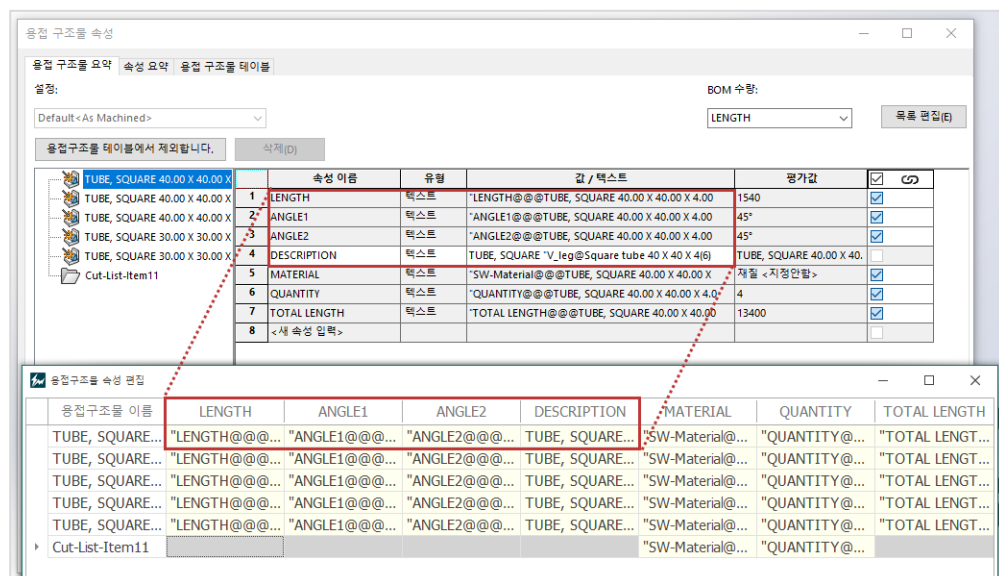 용접 구조물 속성
용접 구조물 요약 속성 요약 용접 구조물 테이블
설정: BOM 수량:
Default<As Machined> LENGTH 목록 편집(E)
용접구조물 테이블에서 제외합니다. 삭제(D)
속성 이름 유형 값 / 텍스트 평가값
TUBE, SQUARE 40.00 X 40.00 X 1 LENGTH 텍스트 "LENGTH@@@TUBE, SQUARE 40.00 X 40.00 X 4.00 1540
TUBE, SQUARE 40.00 X 40.00 X 2 ANGLE1 텍스트 "ANGLE1@@@TUBE, SQUARE 40.00 X 40.00 X 4.00 45°
TUBE, SQUARE 40.00 X 40.00 X 3 ANGLE2 텍스트 "ANGLE2@@@TUBE, SQUARE 40.00 X 40.00 X 4.00 45°
TUBE, SQUARE 30.00 X 30.00 X 4 DESCRIPTION 텍스트 TUBE, SQUARE "V_leg@Square tube 40 X 40 X 4(6) TUBE, SQUARE 40.00 X 40.
TUBE, SQUARE 30.00 X 30.00 X 5 MATERIAL 텍스트 "SW-Material@@@TUBE, SQUARE 40.00 X 40.00 X 재질 <지정안함>
Cut-List-Item11 6 QUANTITY 텍스트 "QUANTITY@@@TUBE, SQUARE 40.00 X 40.00 X 4.0 4
7 TOTAL LENGTH 텍스트 "TOTAL LENGTH@@@TUBE, SQUARE 40.00 X 40.00 13400
8 <새 속성 입력>
용접구조물 속성 편집
용접구조물 이름 LENGTH ANGLE1 ANGLE2 DESCRIPTION MATERIAL QUANTITY TOTAL LENGTH
TUBE, SQUARE... "LENGTH@@@... "ANGLE1@@@... "ANGLE2@@@... TUBE, SQUARE... "SW-Material@... "QUANTITY@... "TOTAL LENGT...
TUBE, SQUARE... "LENGTH@@@... "ANGLE1@@@... "ANGLE2@@@... TUBE, SQUARE... "SW-Material@... "QUANTITY@... "TOTAL LENGT...
TUBE, SQUARE... "LENGTH@@@... "ANGLE1@@@... "ANGLE2@@@... TUBE, SQUARE... "SW-Material@... "QUANTITY@... "TOTAL LENGT...
TUBE, SQUARE... "LENGTH@@@... "ANGLE1@@@... "ANGLE2@@@... TUBE, SQUARE... "SW-Material@... "QUANTITY@... "TOTAL LENGT...
TUBE, SQUARE... "LENGTH@@@... "ANGLE1@@@... "ANGLE2@@@... TUBE, SQUARE... "SW-Material@... "QUANTITY@... "TOTAL LENGT...
Cut-List-Item11 "SW-Material@... "QUANTITY@...